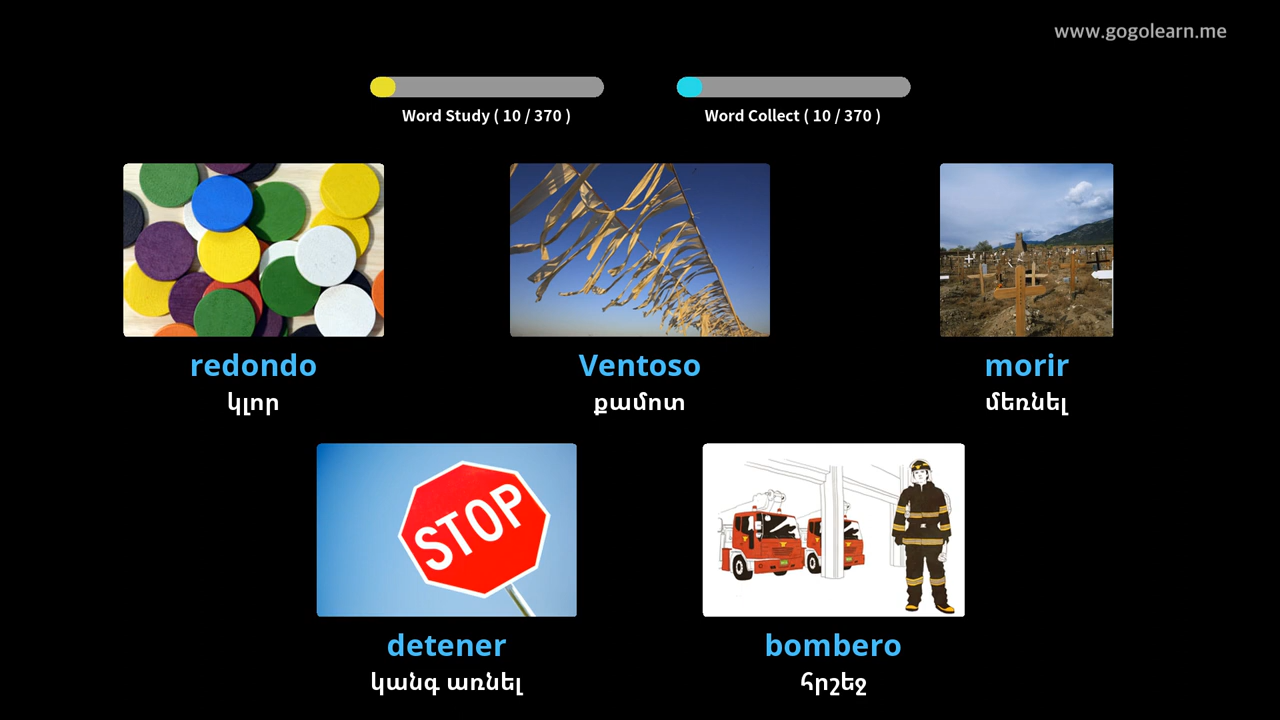 www.gogolearn.me
Word Study ( 10 / 370 )
Word Collect ( 10 / 370 )
redondo
կլոր
Ventoso
քամոտ
morir
մեռնել
STOP
detener
կանգ առնել
bombero
հրշեջ